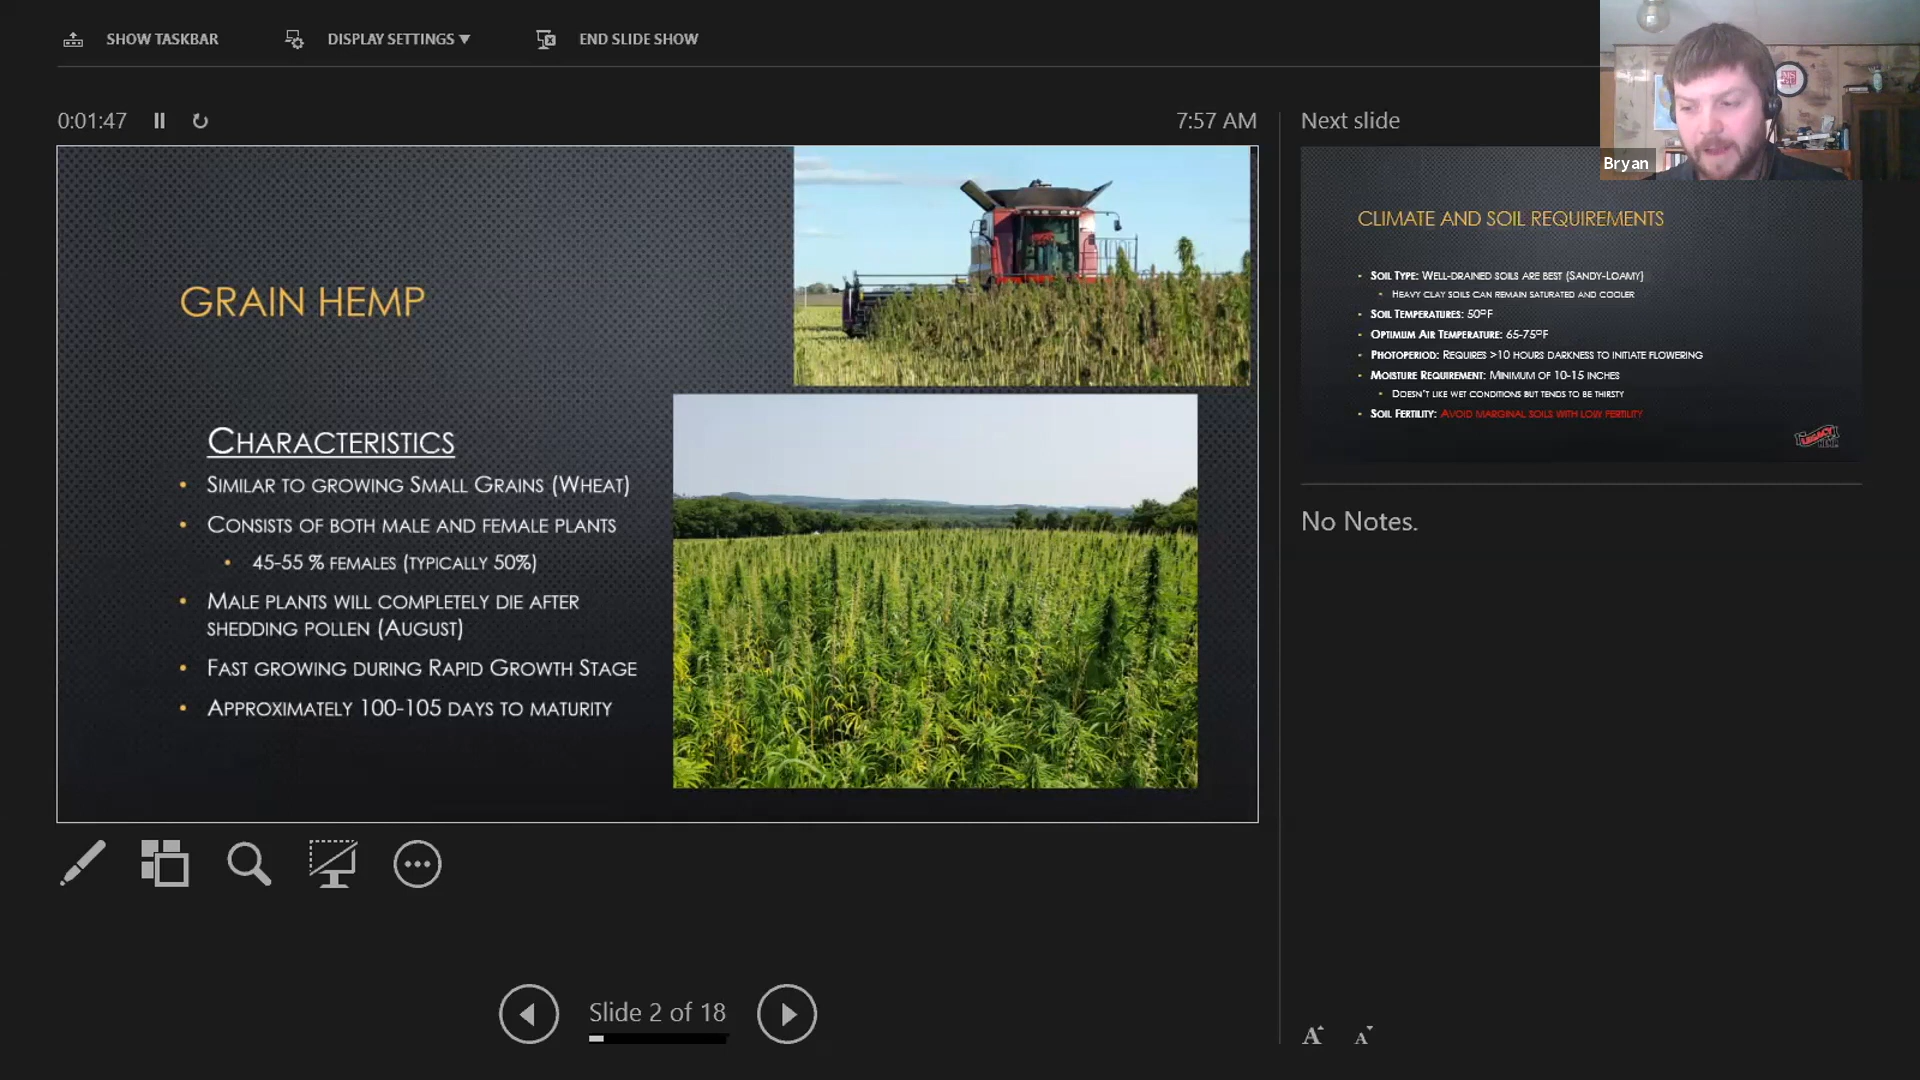 SHOW TASKBAR
DISPLAY SETTINGS ▼
END SLIDE SHOW
0:01:47
7:57 AM
Next slide
Bryan
GRAIN HEMP
CHARACTERISTICS
• SIMILAR TO GROWING SMALL GRAINS (WHEAT)
• CONSISTS OF BOTH MALE AND FEMALE PLANTS
• 45-55 % FEMALES (TYPICALLY 50%)
• MALE PLANTS WILL COMPLETELY DIE AFTER
SHEDDING POLLEN (AUGUST)
• FAST GROWING DURING RAPID GROWTH STAGE
• APPROXIMATELY 100-105 DAYS TO MATURITY
CLIMATE AND SOIL REQUIREMENTS
• SOIL TYPE: WELL-DRAINED SOILS ARE BEST (SANDY-LOAMY)
• HEAVY CLAY SOILS CAN REMAIN SATURATED AND COOLER
• SOIL TEMPERATURES: 50°F
• OPTIMUM AIR TEMPERATURE: 65-75°F
• PHOTOPERIOD: REQUIRES >10 HOURS DARKNESS TO INITIATE FLOWERING
• MOISTURE REQUIREMENT: MINIMUM OF 10-15 INCHES
• DOESN'T LIKE WET CONDITIONS BUT TENDS TO BE THIRSTY
• SOIL FERTILITY: AVOID MARGINAL SOILS WITH LOW FERTILITY
LEGACY
HEMP
No Notes.
Slide 2 of 18
A A